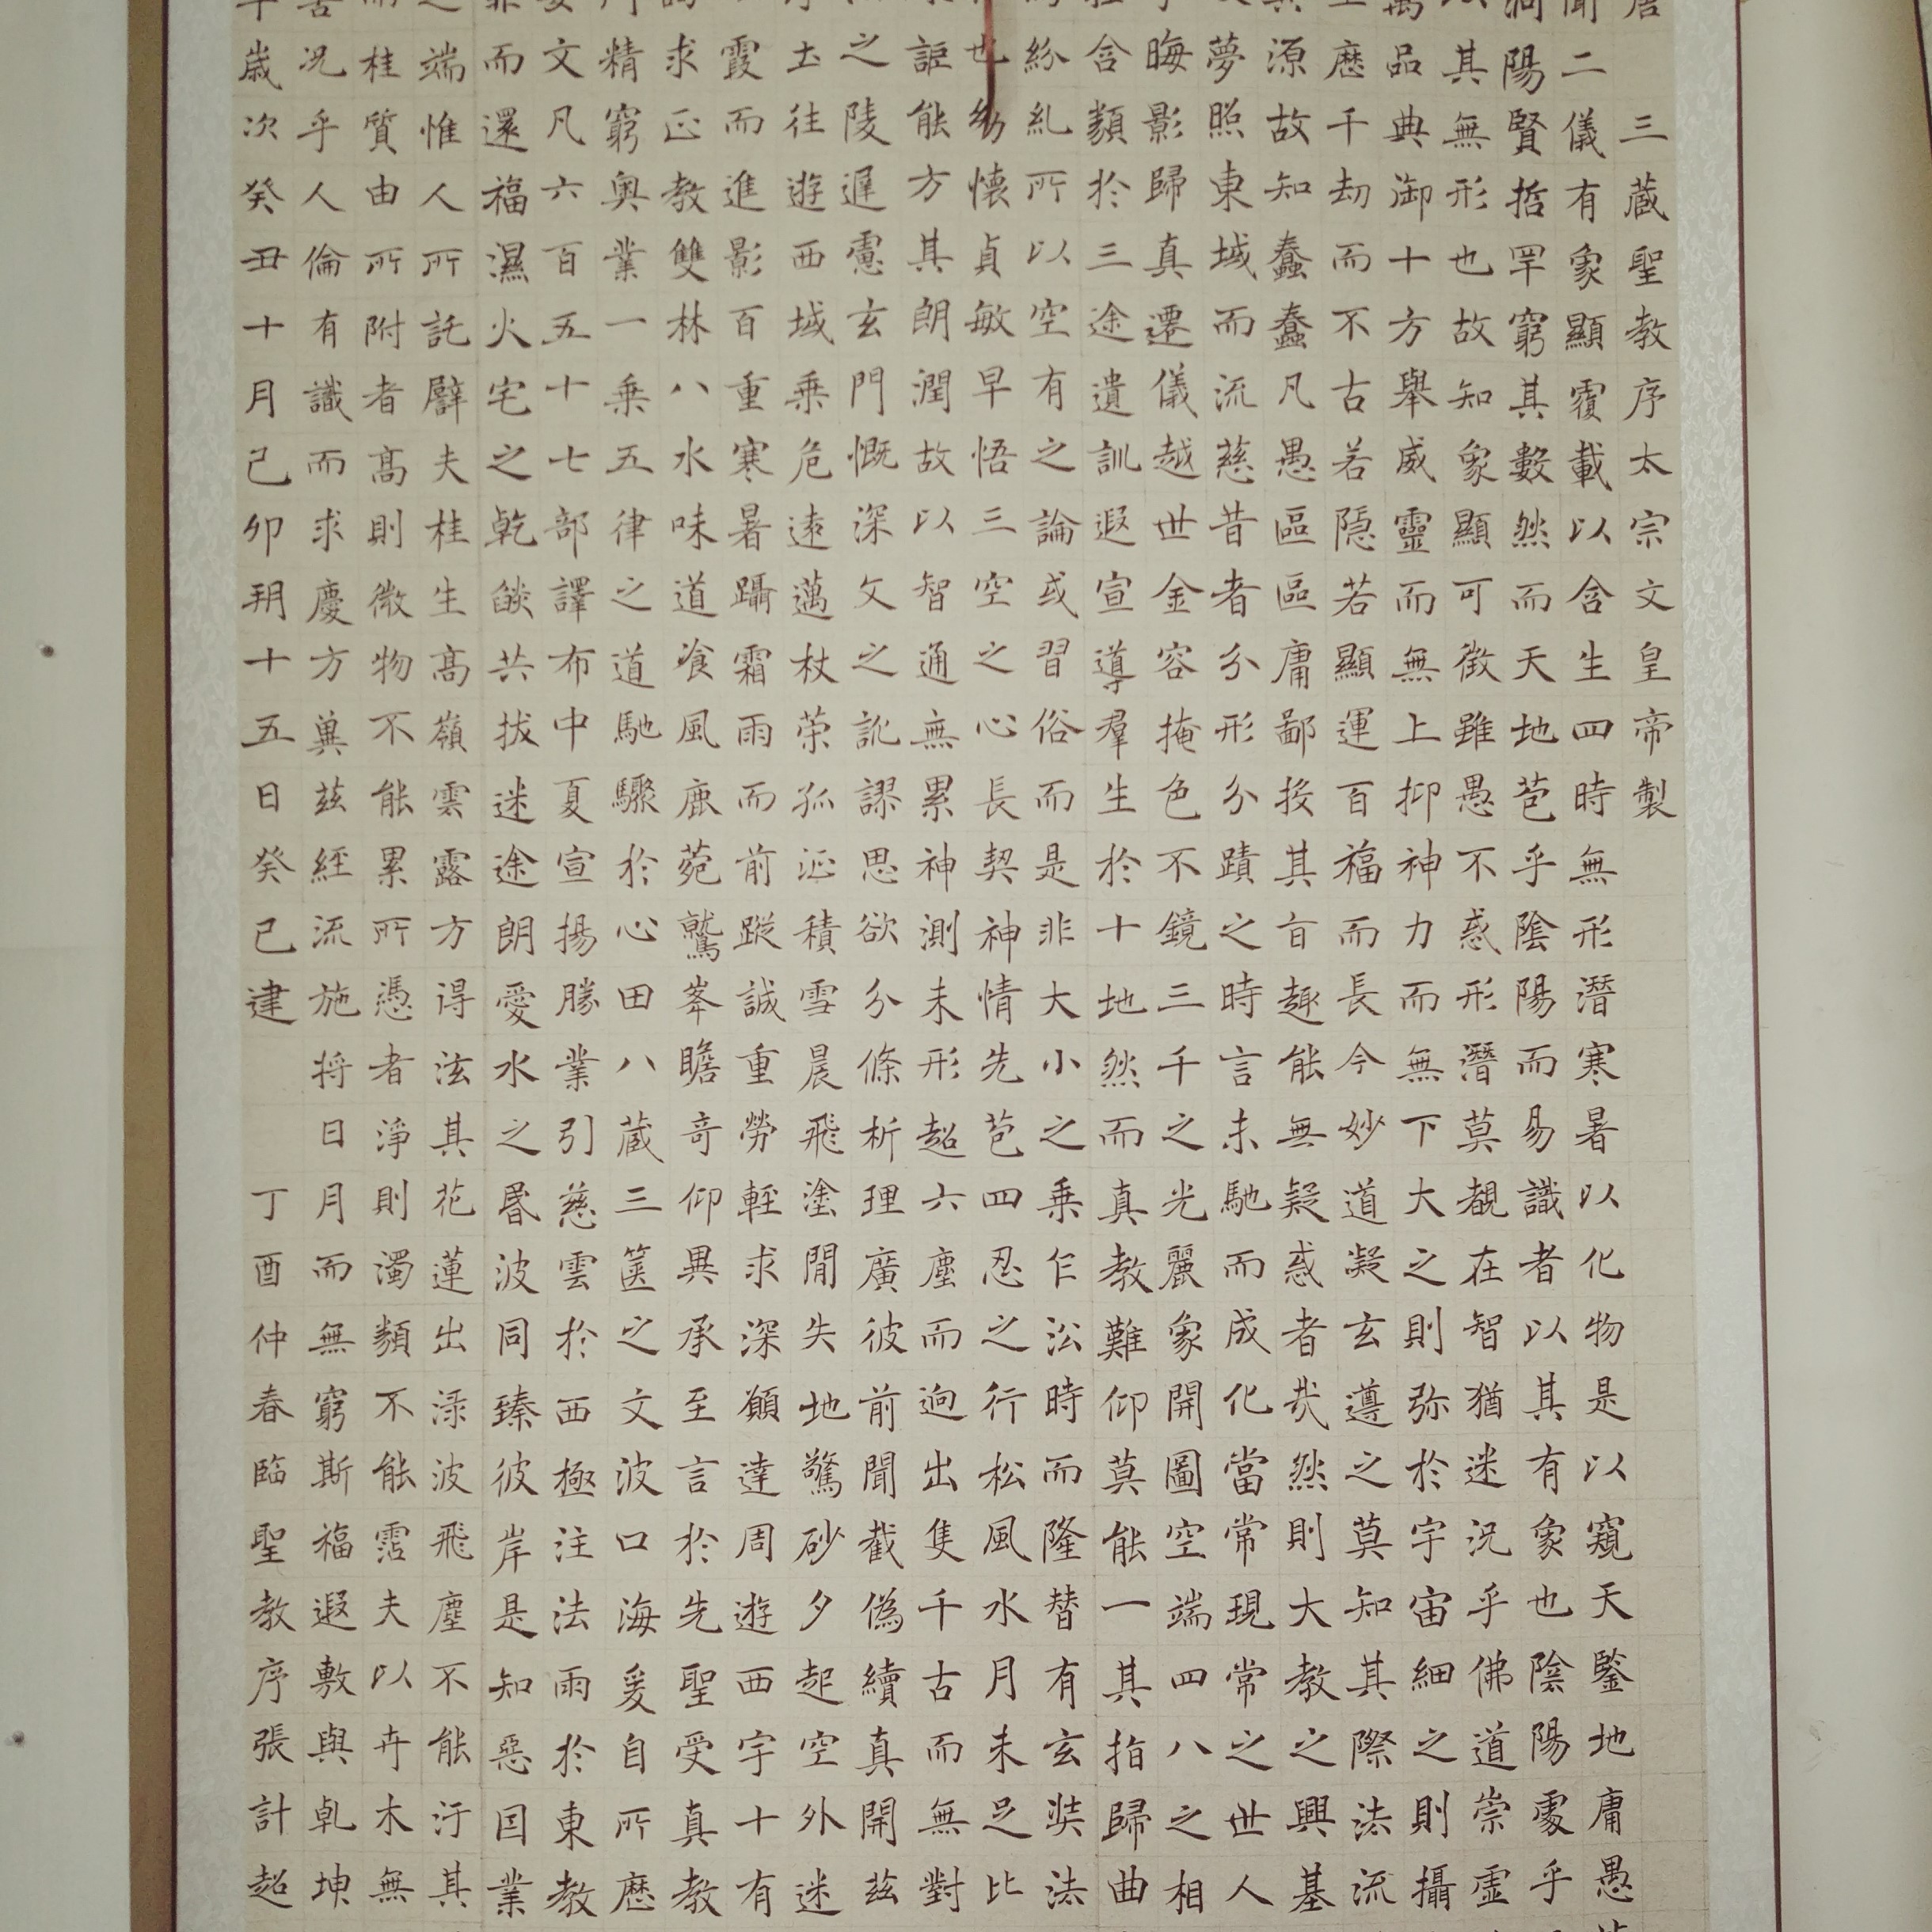 三藏聖教序太宗文皇帝製
二儀有象顯覆載以含生四時無形潛寒暑以化物是以窺天鑒地庸愚
陽賢哲罕窮其數然而天地苞乎陰陽而易識者以其有象也陰陽處乎
其無形也故知象顯可徵雖愚不惑形潛莫覩在智猶迷況乎佛道崇虛
萬品典御十方舉威靈而無上抑神力而無下大之則弥於宇宙細之則攝
歷千劫而不古若隱若顯運百福而長今妙道凝玄遵之莫知其際法流
源故知蠢蠢凡愚區區庸鄙投其旨趣能無疑惑者哉然則大教之興基
夢照東域而流慈昔者分形分蹟之時言未馳而成化當常現常之世人
晦影歸真遷儀越世金容掩色不鏡三千之光麗象開圖空端四八之相
含類於三途遺訓遐宣導羣生於十地然而真教難仰莫能一其指歸曲
紛糺所以空有之論或習俗而是非大小之乘乍沿時而隆替有玄奘法
也幼懷貞敏早悟三空之心長契神情先苞四忍之行松風水月未足比
詎能方其朗潤故以智通無累神測未形超六塵而迥出隻千古而無對
之陵遲慮玄門慨深文之訛謬思欲分條析理廣彼前聞截偽續真開茲
土往遊西域乘危遠邁杖策孤征積雪晨飛塗閒失地驚砂夕起空外迷
霞而進影百重寒暑躡霜雨而前蹤誠重勞輕求深願達周遊西宇十有
求正教雙林八水味道飡風鹿菀鷲峯瞻奇仰異承至言於先聖受真教
精窮奧業一乘五律之道馳驟於心田八藏三篋之文波口海爰自所歷
文凡六百五十七部譯布中夏宣揚勝業引慈雲於西極注法雨於東教
而還福濕火宅之乾燄共拔迷途朗愛水之昬波同臻彼岸是知惡因業
端惟人所託譬夫桂生高嶺雲露方得泫其花蓮出淥波飛塵不能汙其
桂質由所附者高則微物不能累所憑者淨則濁類不能霑夫以卉木無
況乎人倫有識而求慶方冀茲經流施將日月而無窮斯福遐敷與乾坤
歲次癸丑十月己卯朔十五日癸巳建 丁酉仲春臨聖教序張計超